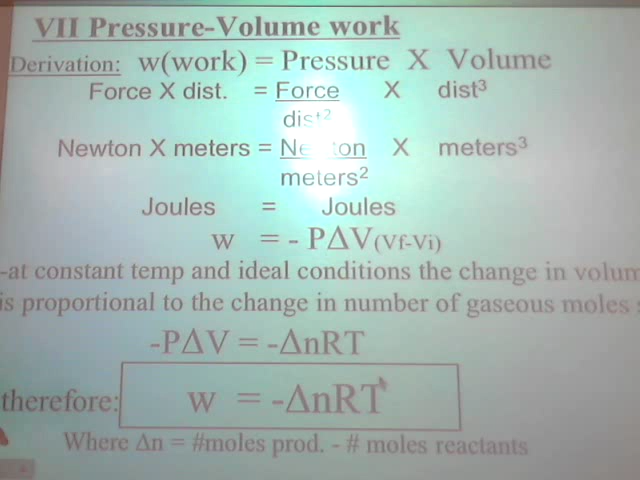 VII Pressure-Volume work
Derivation: w(work) = Pressure X Volume
Force X dist. = Force X dist³
dist²
Newton X meters = Newton X meters³
meters²
Joules = Joules
w = - PΔV(Vf-Vi)
-at constant temp and ideal conditions the change in volum
is proportional to the change in number of gaseous moles
-PΔV = -ΔnRT
therefore: w = -ΔnRT
Where Δn = #moles prod. - # moles reactants